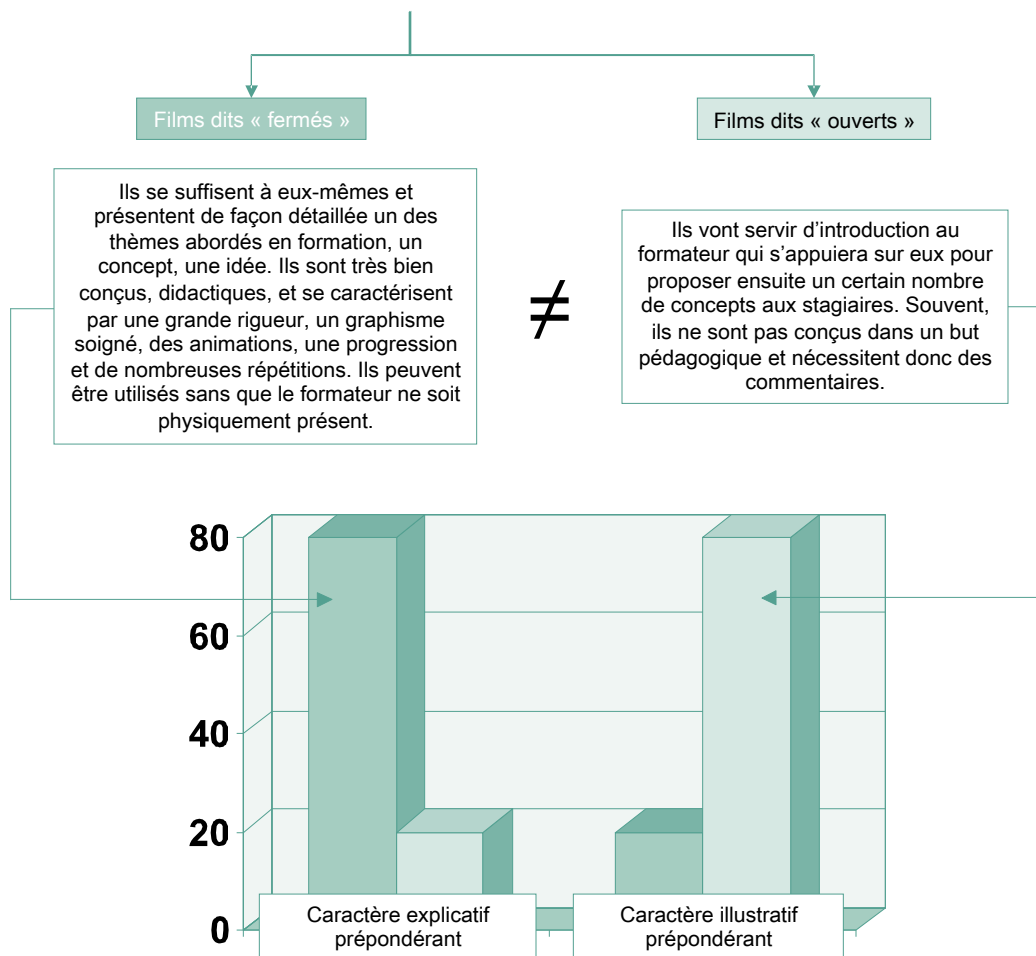 Films dits « fermés »
Films dits « ouverts »
Ils se suffisent à eux-mêmes et
présentent de façon détaillée un des
thèmes abordés en formation, un
concept, une idée. Ils sont très bien
conçus, didactiques, et se caractérisent
par une grande rigueur, un graphisme
soigné, des animations, une progression
et de nombreuses répétitions. Ils peuvent
être utilisés sans que le formateur ne soit
physiquement présent.
≠
Ils vont servir d’introduction au
formateur qui s’appuiera sur eux pour
proposer ensuite un certain nombre
de concepts aux stagiaires. Souvent,
ils ne sont pas conçus dans un but
pédagogique et nécessitent donc des
commentaires.
80
60
40
20
0
Caractère explicatif
prépondérant
Caractère illustratif
prépondérant